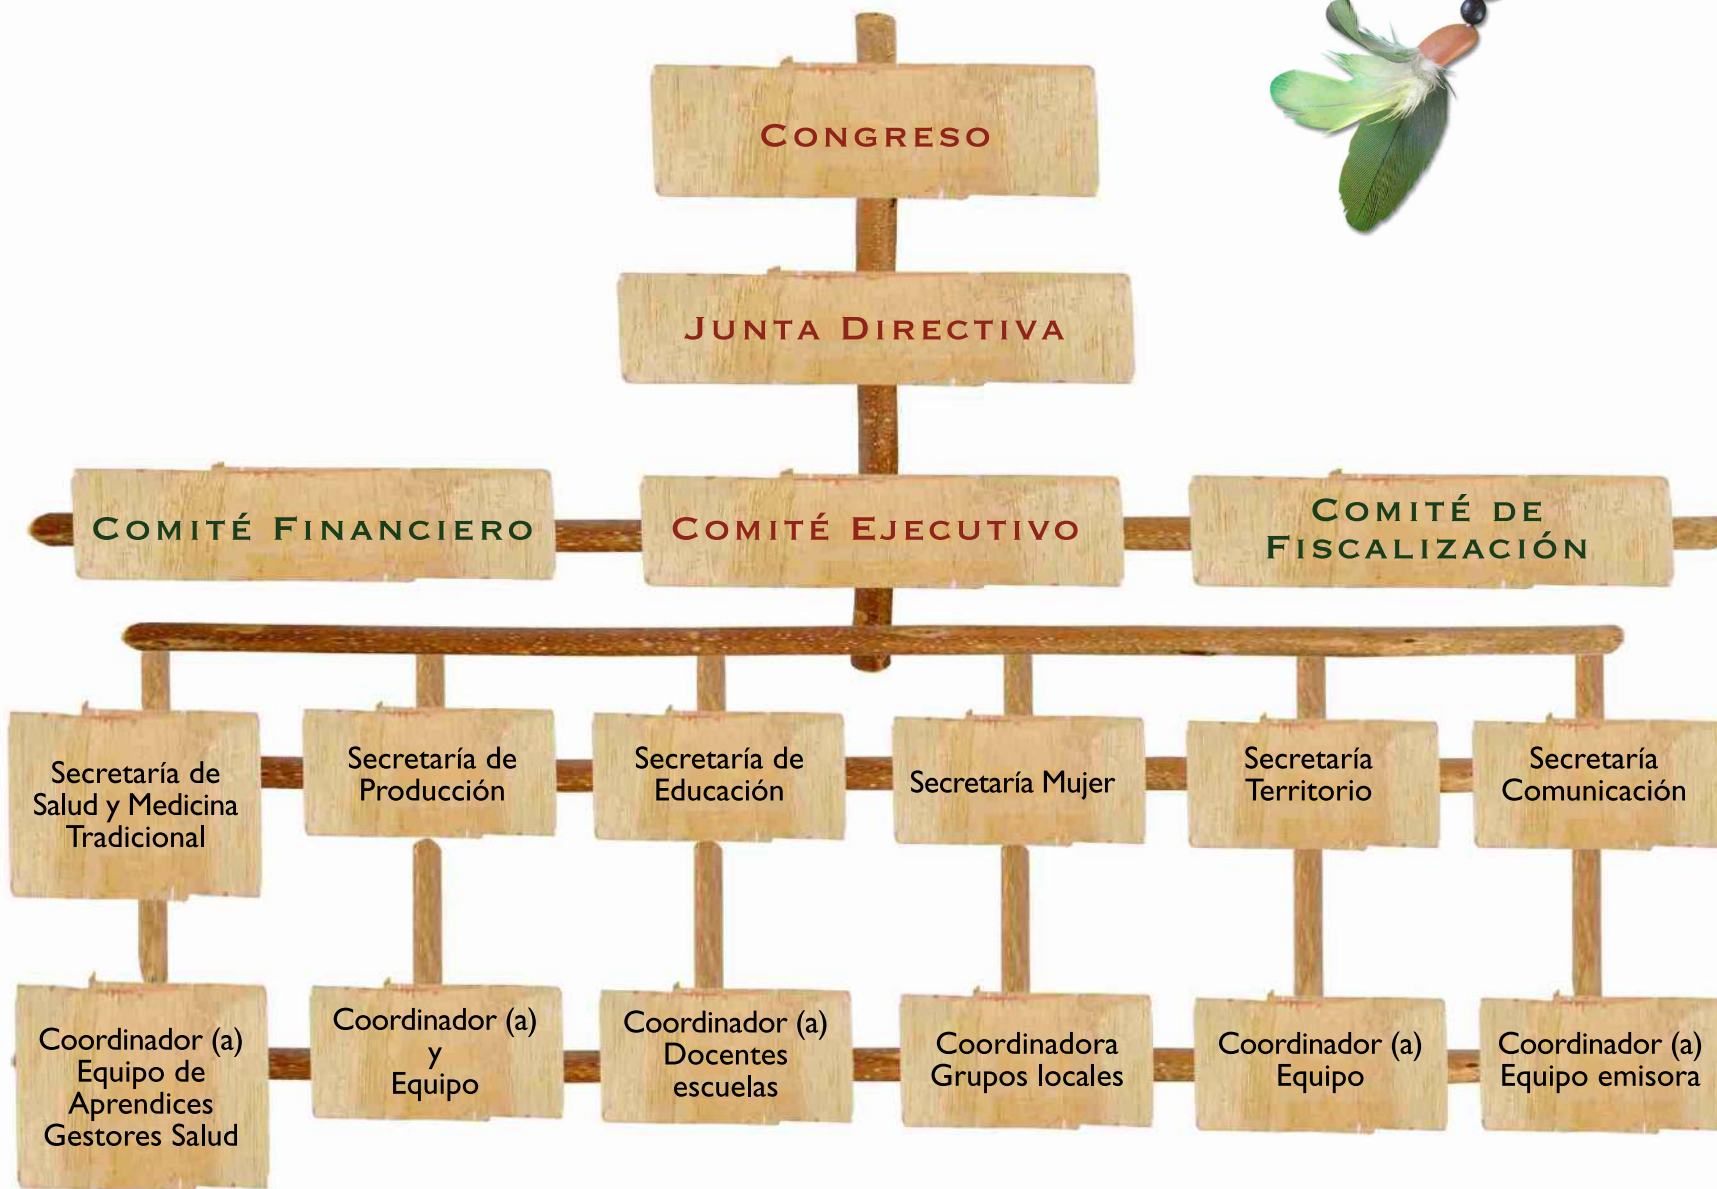 CONGRESO
JUNTA DIRECTIVA
COMITÉ FINANCIERO
COMITÉ EJECUTIVO
COMITÉ DE
FISCALIZACIÓN
Secretaría de
Salud y Medicina
Tradicional
Secretaría de
Producción
Secretaría de
Educación
Secretaría Mujer
Secretaría
Territorio
Secretaría
Comunicación
Coordinador (a)
Equipo de
Aprendices
Gestores Salud
Coordinador (a)
y
Equipo
Coordinador (a)
Docentes
escuelas
Coordinadora
Grupos locales
Coordinador (a)
Equipo
Coordinador (a)
Equipo emisora